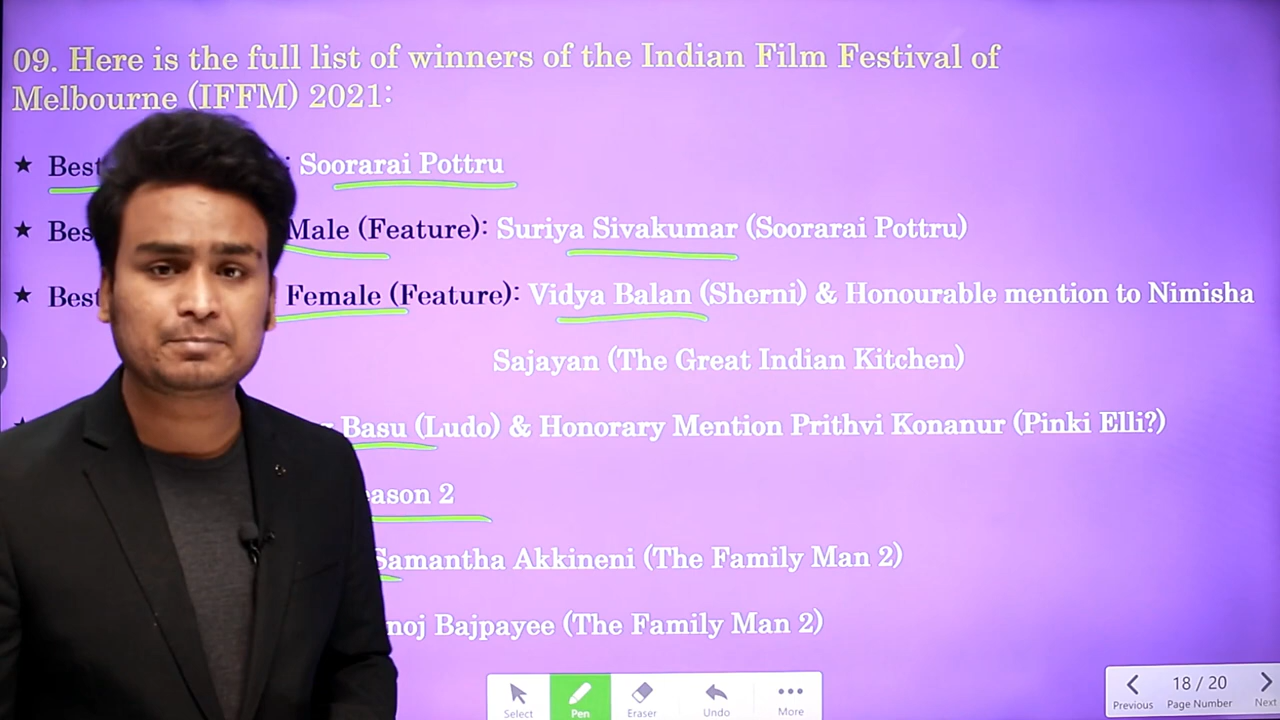 09. Here is the full list of winners of the Indian Film Festival of
Melbourne (IFFM) 2021:
★ Best : Soorarai Pottru
★ Bes Male (Feature): Suriya Sivakumar (Soorarai Pottru)
★ Best Female (Feature): Vidya Balan (Sherni) & Honourable mention to Nimisha
Sajayan (The Great Indian Kitchen)
Basu (Ludo) & Honorary Mention Prithvi Konanur (Pinki Elli?)
eason 2
Samantha Akkineni (The Family Man 2)
noj Bajpayee (The Family Man 2)
Select Pen Eraser Undo More
18 / 20
Previous Page Number Next